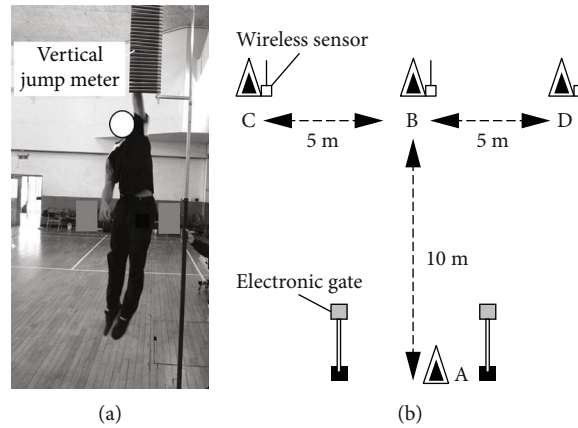 Vertical
jump meter
(a)
Wireless sensor
C
B
D
5 m
5 m
10 m
Electronic gate
A
(b)